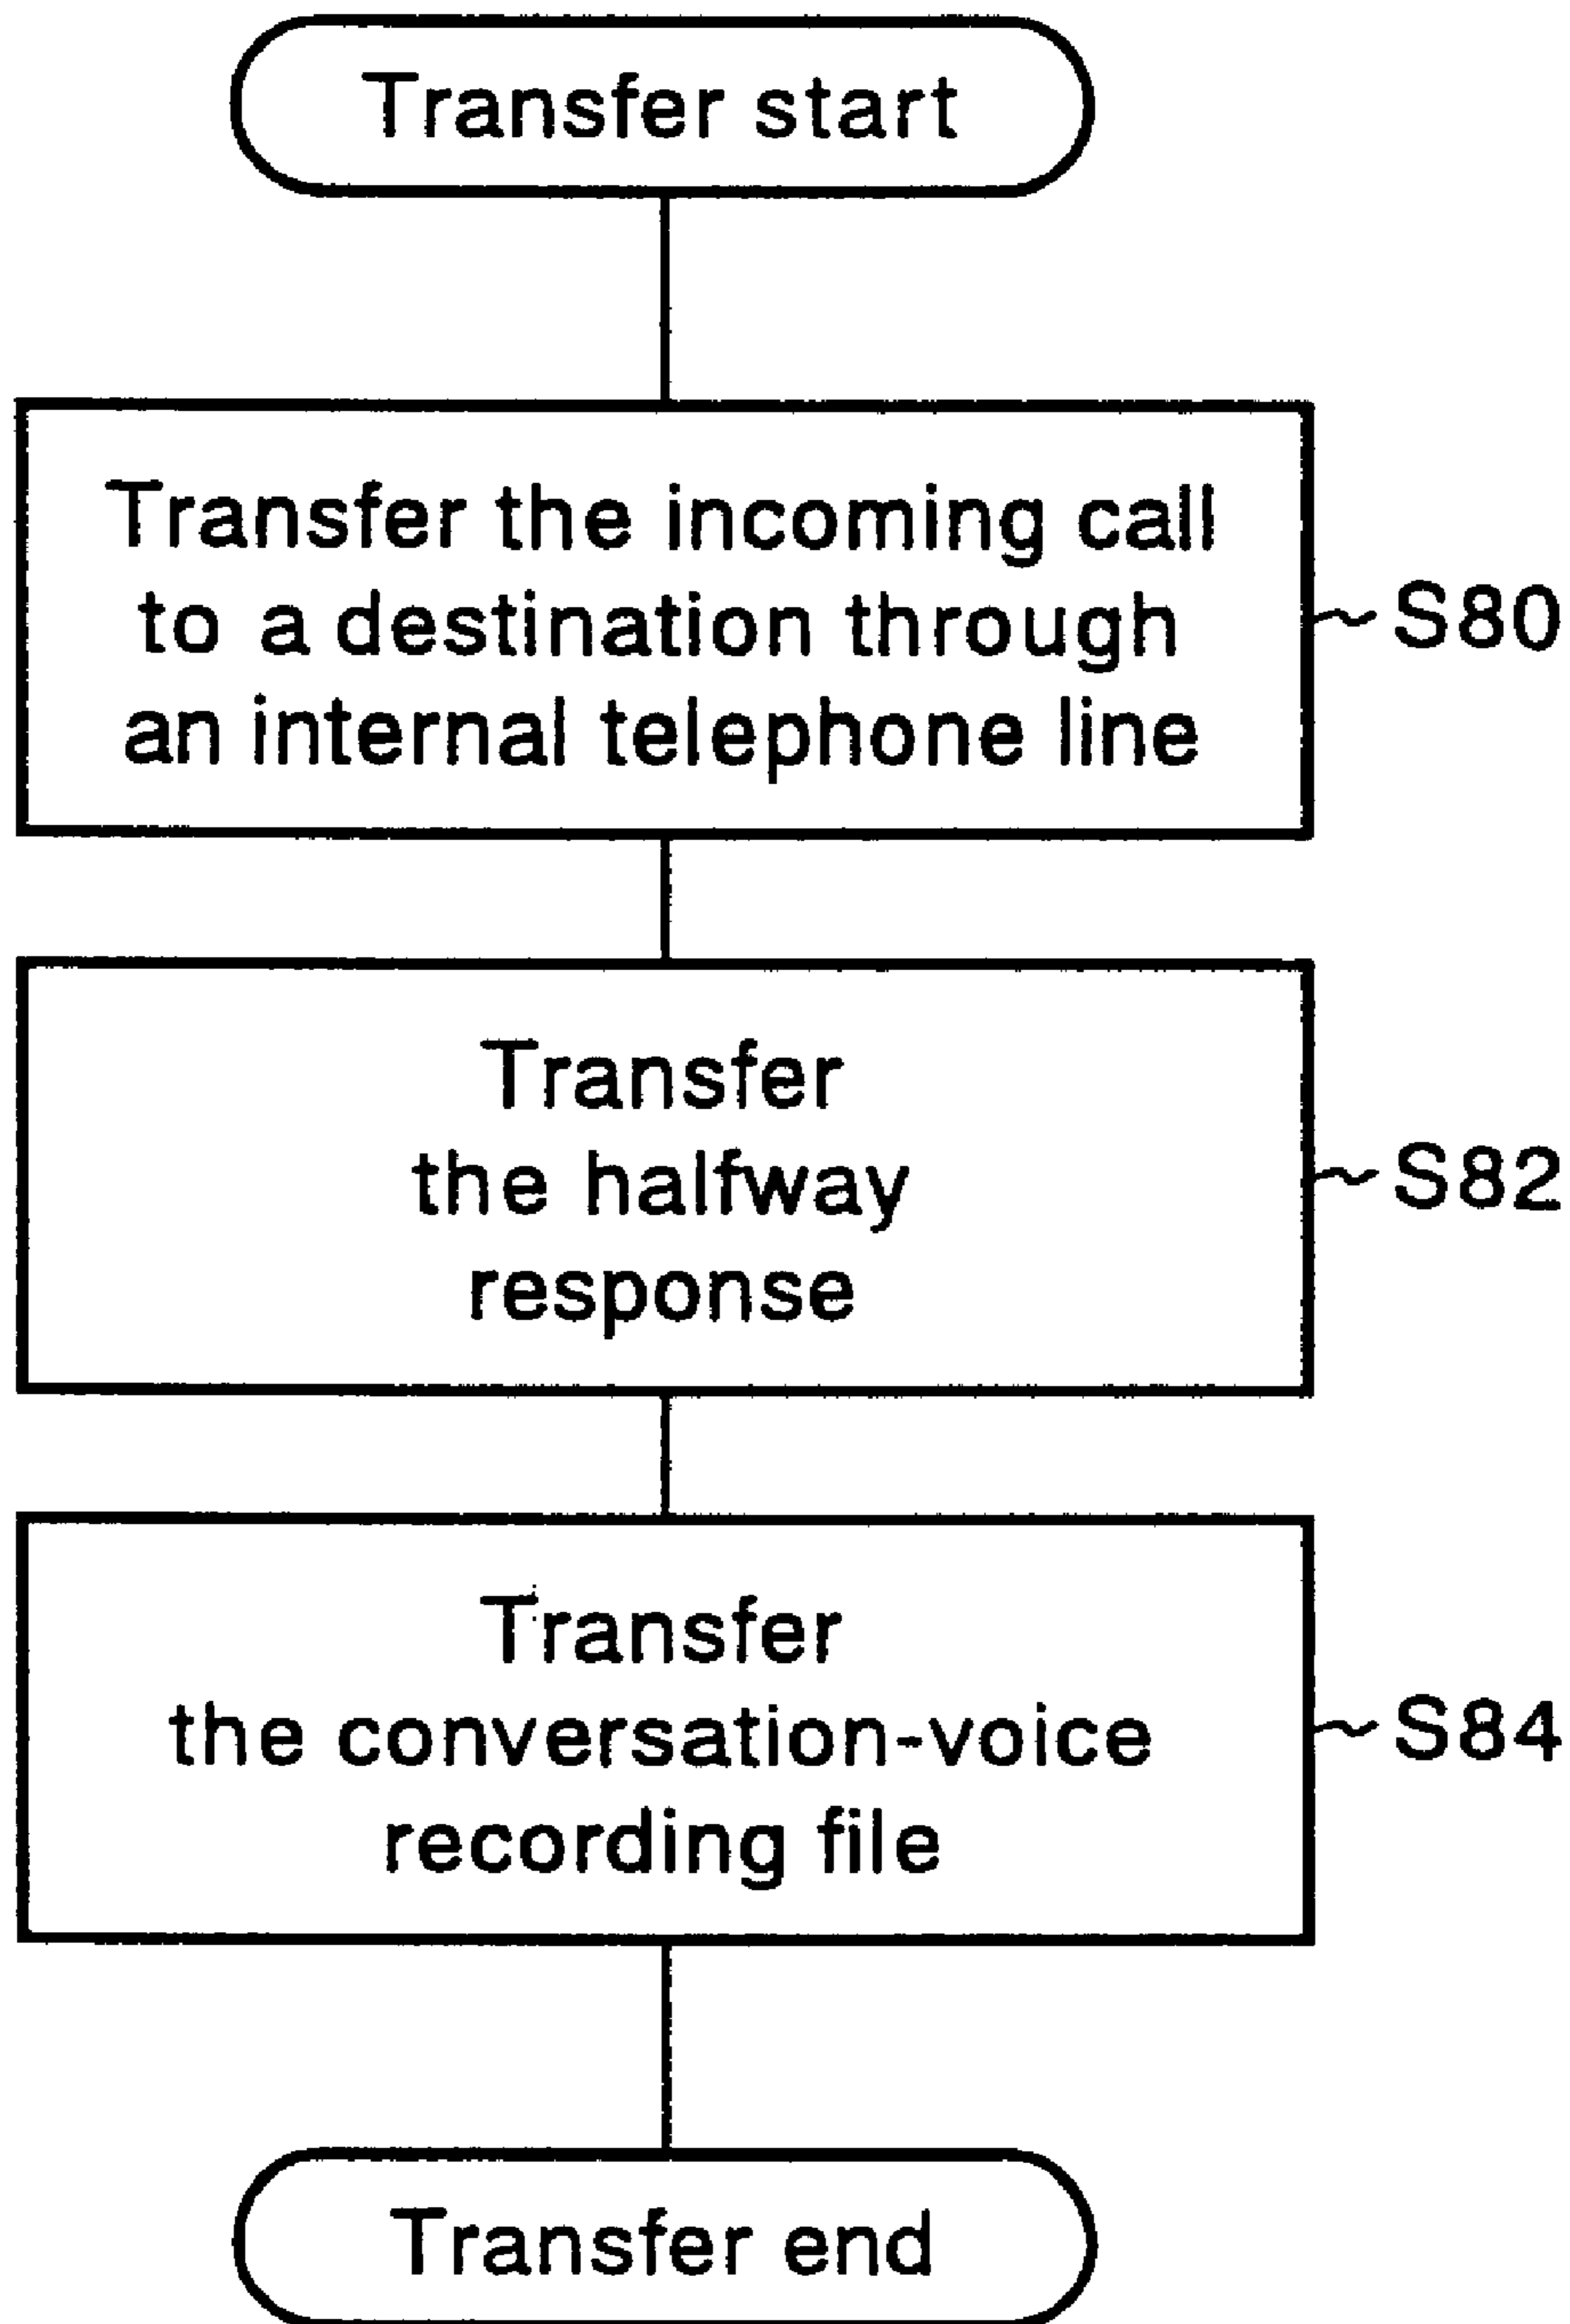 Transfer start
Transfer the incoming call
to a destination through
an internal telephone line
S80
Transfer
the halfway
response
S82
Transfer
the conversation-voice
recording file
S84
Transfer end